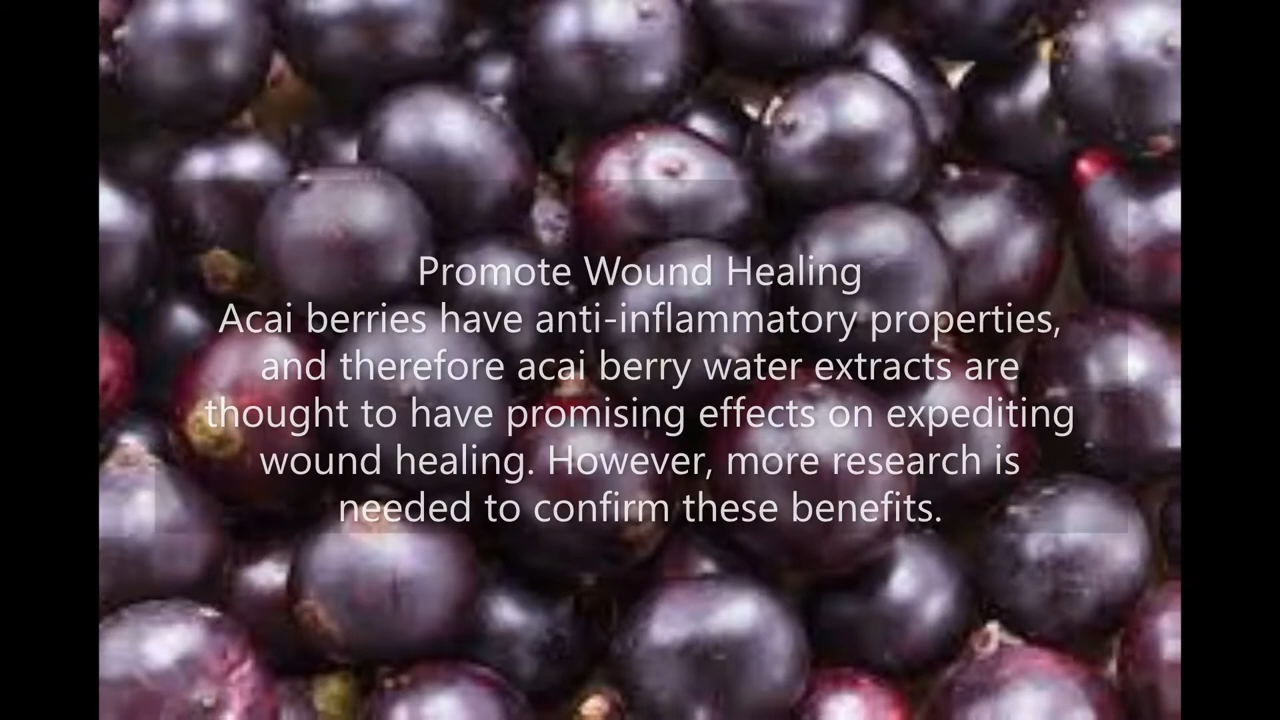 Promote Wound Healing
Acai berries have anti-inflammatory properties,
and therefore acai berry water extracts are
thought to have promising effects on expediting
wound healing. However, more research is
needed to confirm these benefits.